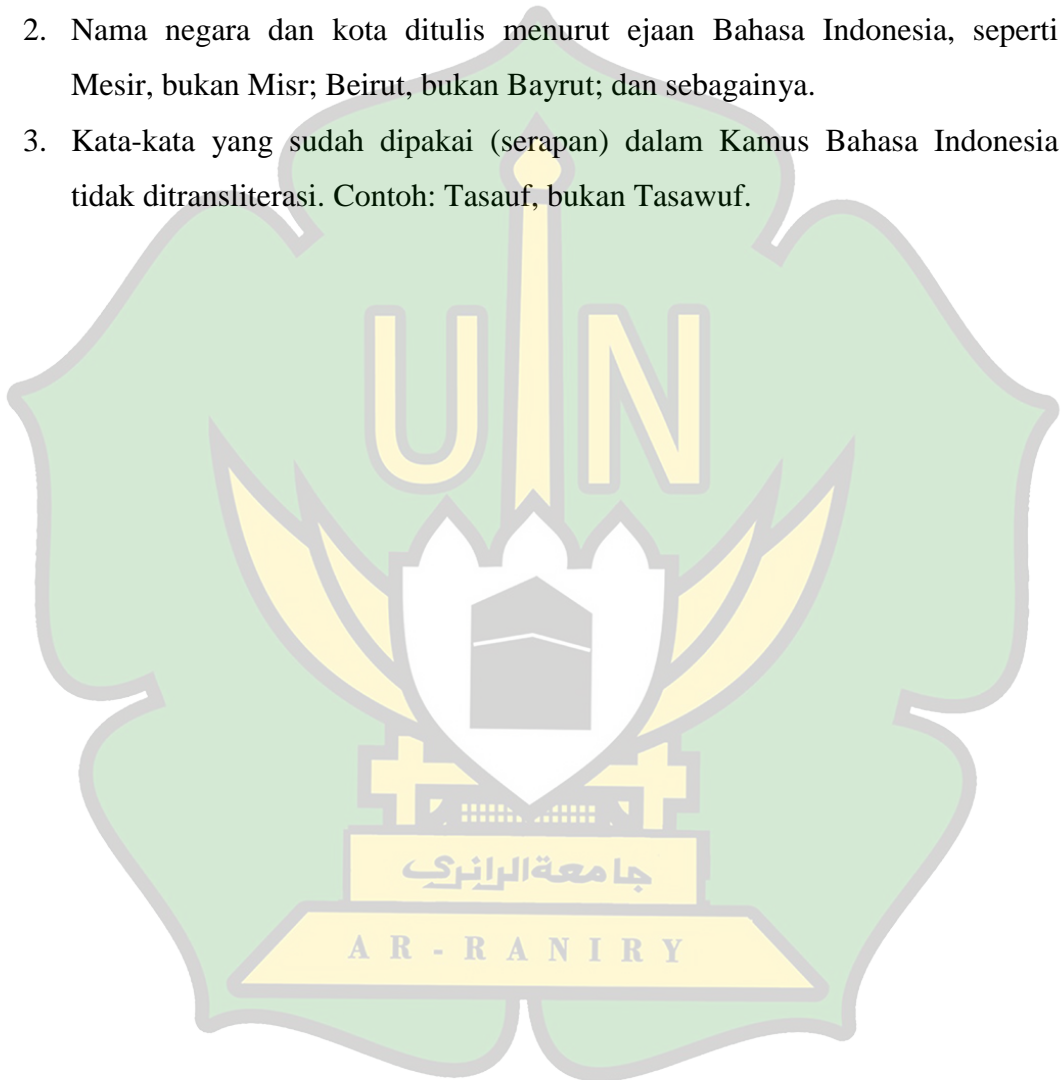 2. Nama negara dan kota ditulis menurut ejaan Bahasa Indonesia, seperti
Mesir, bukan Misr; Beirut, bukan Bayrut; dan sebagainya.
3. Kata-kata yang sudah dipakai (serapan) dalam Kamus Bahasa Indonesia
tidak ditransliterasi. Contoh: Tasauf, bukan Tasawuf.
UIN
جامعةالرانري
AR-RANIRY